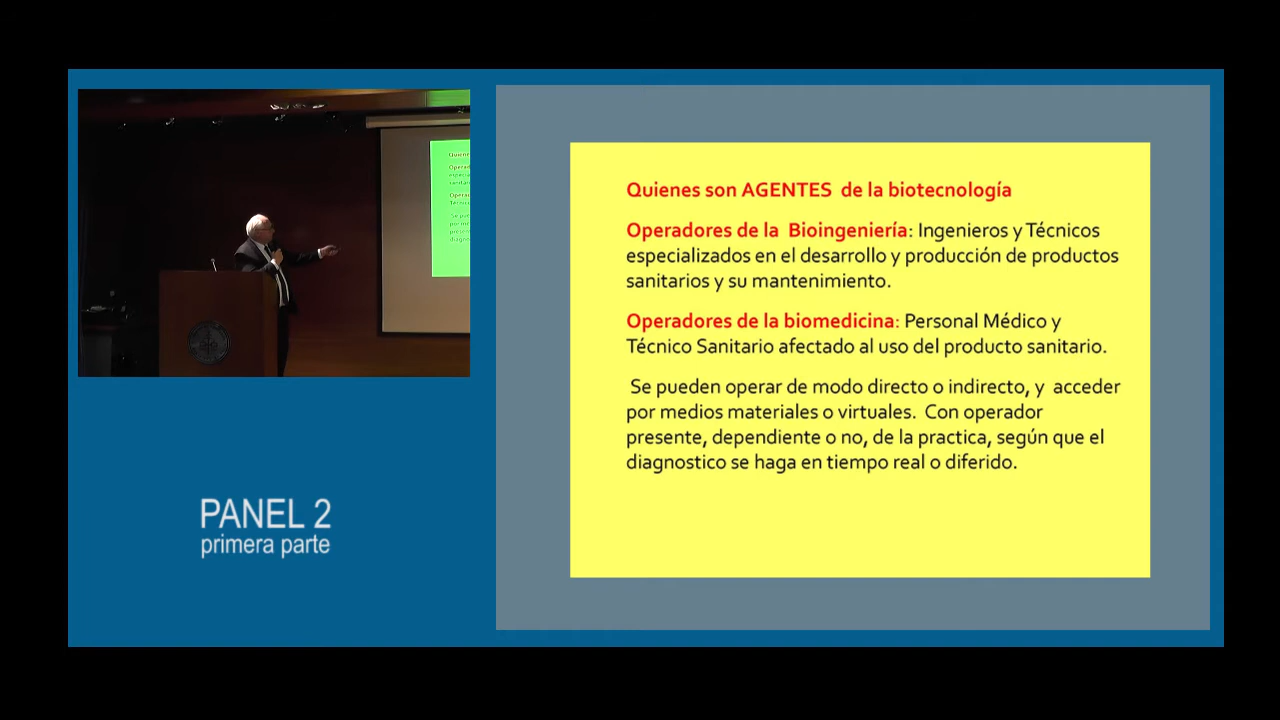 Quienes son AGENTES de la biotecnología
Operadores de la Bioingeniería: Ingenieros y Técnicos
especializados en el desarrollo y producción de productos
sanitarios y su mantenimiento.
Operadores de la biomedicina: Personal Médico y
Técnico Sanitario afectado al uso del producto sanitario.
Se pueden operar de modo directo o indirecto, y acceder
por medios materiales o virtuales. Con operador
presente, dependiente o no, de la practica, según que el
diagnostico se haga en tiempo real o diferido.
PANEL 2
primera parte